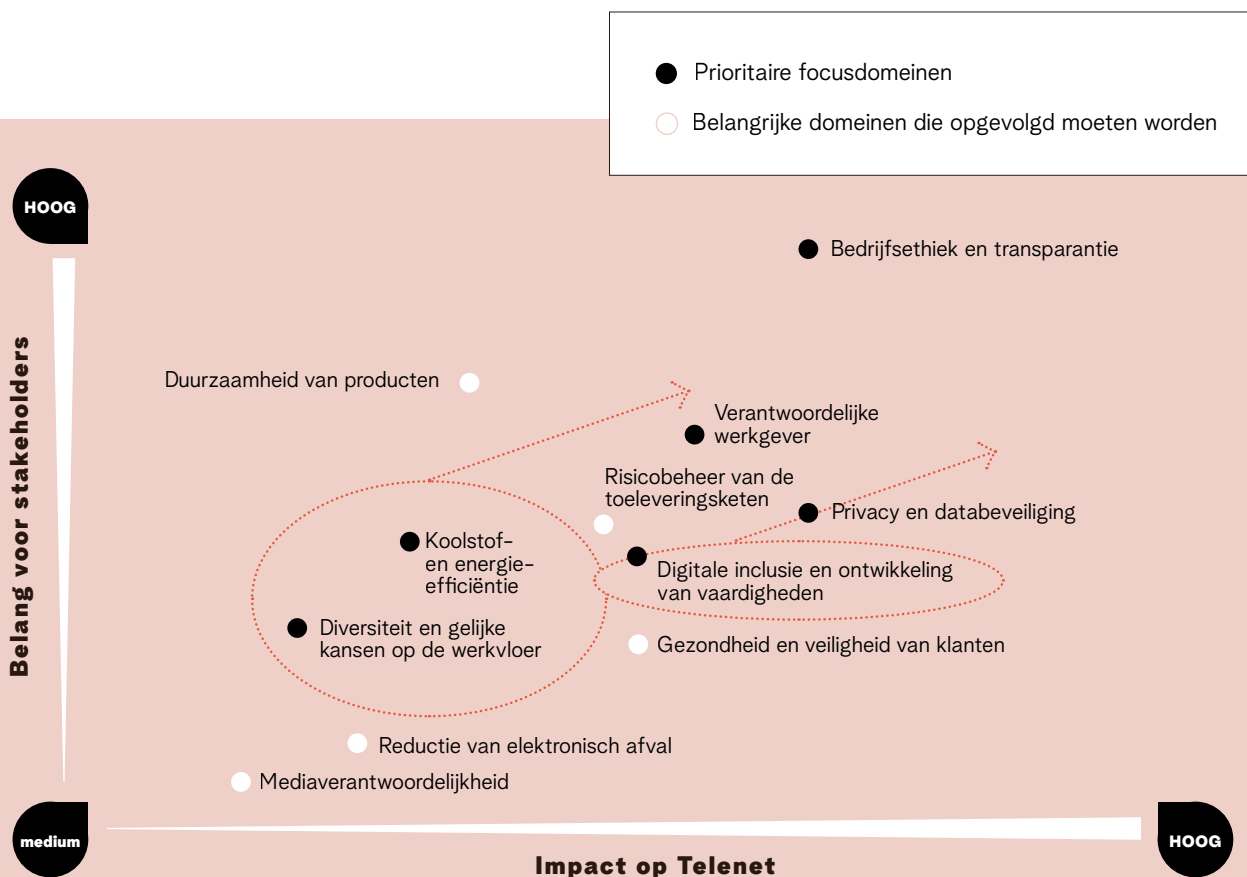 Prioritaire focusdomeinen
Belangrijke domeinen die opgevolgd moeten worden
HOOG
Bedrijfsethiek en transparantie
Belang voor stakeholders
Duurzaamheid van producten
Verantwoordelijke
werkgever
Risicobeheer van de
toeleveringsketen
Privacy en databeveiliging
Koolstof-
en energie-
efficiëntie
Digitale inclusie en ontwikkeling
van vaardigheden
Diversiteit en gelijke
kansen op de werkvloer
Gezondheid en veiligheid van klanten
Reductie van elektronisch afval
Mediaverantwoordelijkheid
medium
HOOG
Impact op Telenet